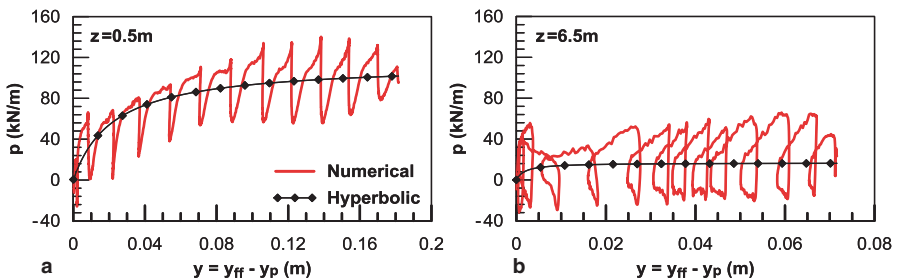 160
120
80
40
0
-40
p (kN/m)
z=0.5m
Numerical
Hyperbolic
0
0.04
0.08
0.12
0.16
0.2
a
y = yff - yp (m)
160
120
80
40
0
-40
p (kN/m)
z=6.5m
0
0.02
0.04
0.06
0.08
b
y = yff - yp (m)